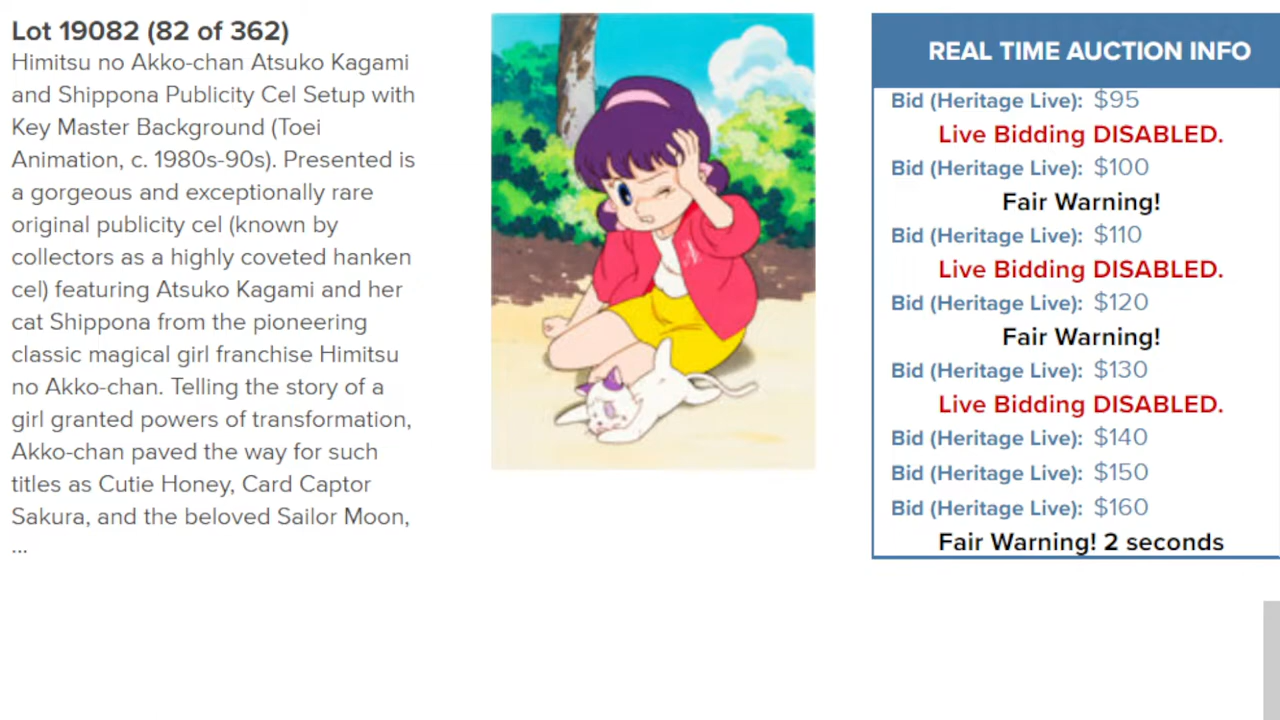 Lot 19082 (82 of 362)
Himitsu no Akko-chan Atsuko Kagami
and Shippona Publicity Cel Setup with
Key Master Background (Toei
Animation, c. 1980s-90s). Presented is
a gorgeous and exceptionally rare
original publicity cel (known by
collectors as a highly coveted hanken
cel) featuring Atsuko Kagami and her
cat Shippona from the pioneering
classic magical girl franchise Himitsu
no Akko-chan. Telling the story of a
girl granted powers of transformation,
Akko-chan paved the way for such
titles as Cutie Honey, Card Captor
Sakura, and the beloved Sailor Moon,
...
REAL TIME AUCTION INFO
Bid (Heritage Live): $95
Live Bidding DISABLED.
Bid (Heritage Live): $100
Fair Warning!
Bid (Heritage Live): $110
Live Bidding DISABLED.
Bid (Heritage Live): $120
Fair Warning!
Bid (Heritage Live): $130
Live Bidding DISABLED.
Bid (Heritage Live): $140
Bid (Heritage Live): $150
Bid (Heritage Live): $160
Fair Warning! 2 seconds